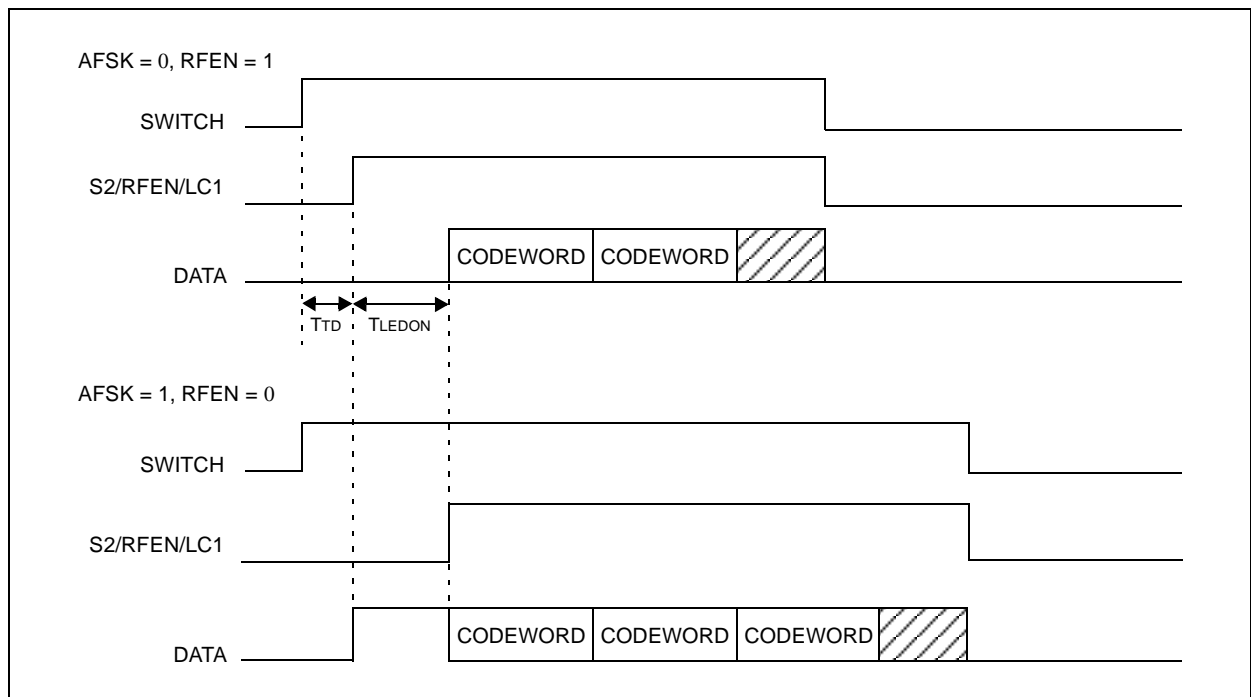 AFSK = 0, RFEN = 1
SWITCH
S2/RFEN/LC1
CODEWORD CODEWORD
DATA
TTD TLEDON
AFSK = 1, RFEN = 0
SWITCH
S2/RFEN/LC1
CODEWORD CODEWORD CODEWORD
DATA